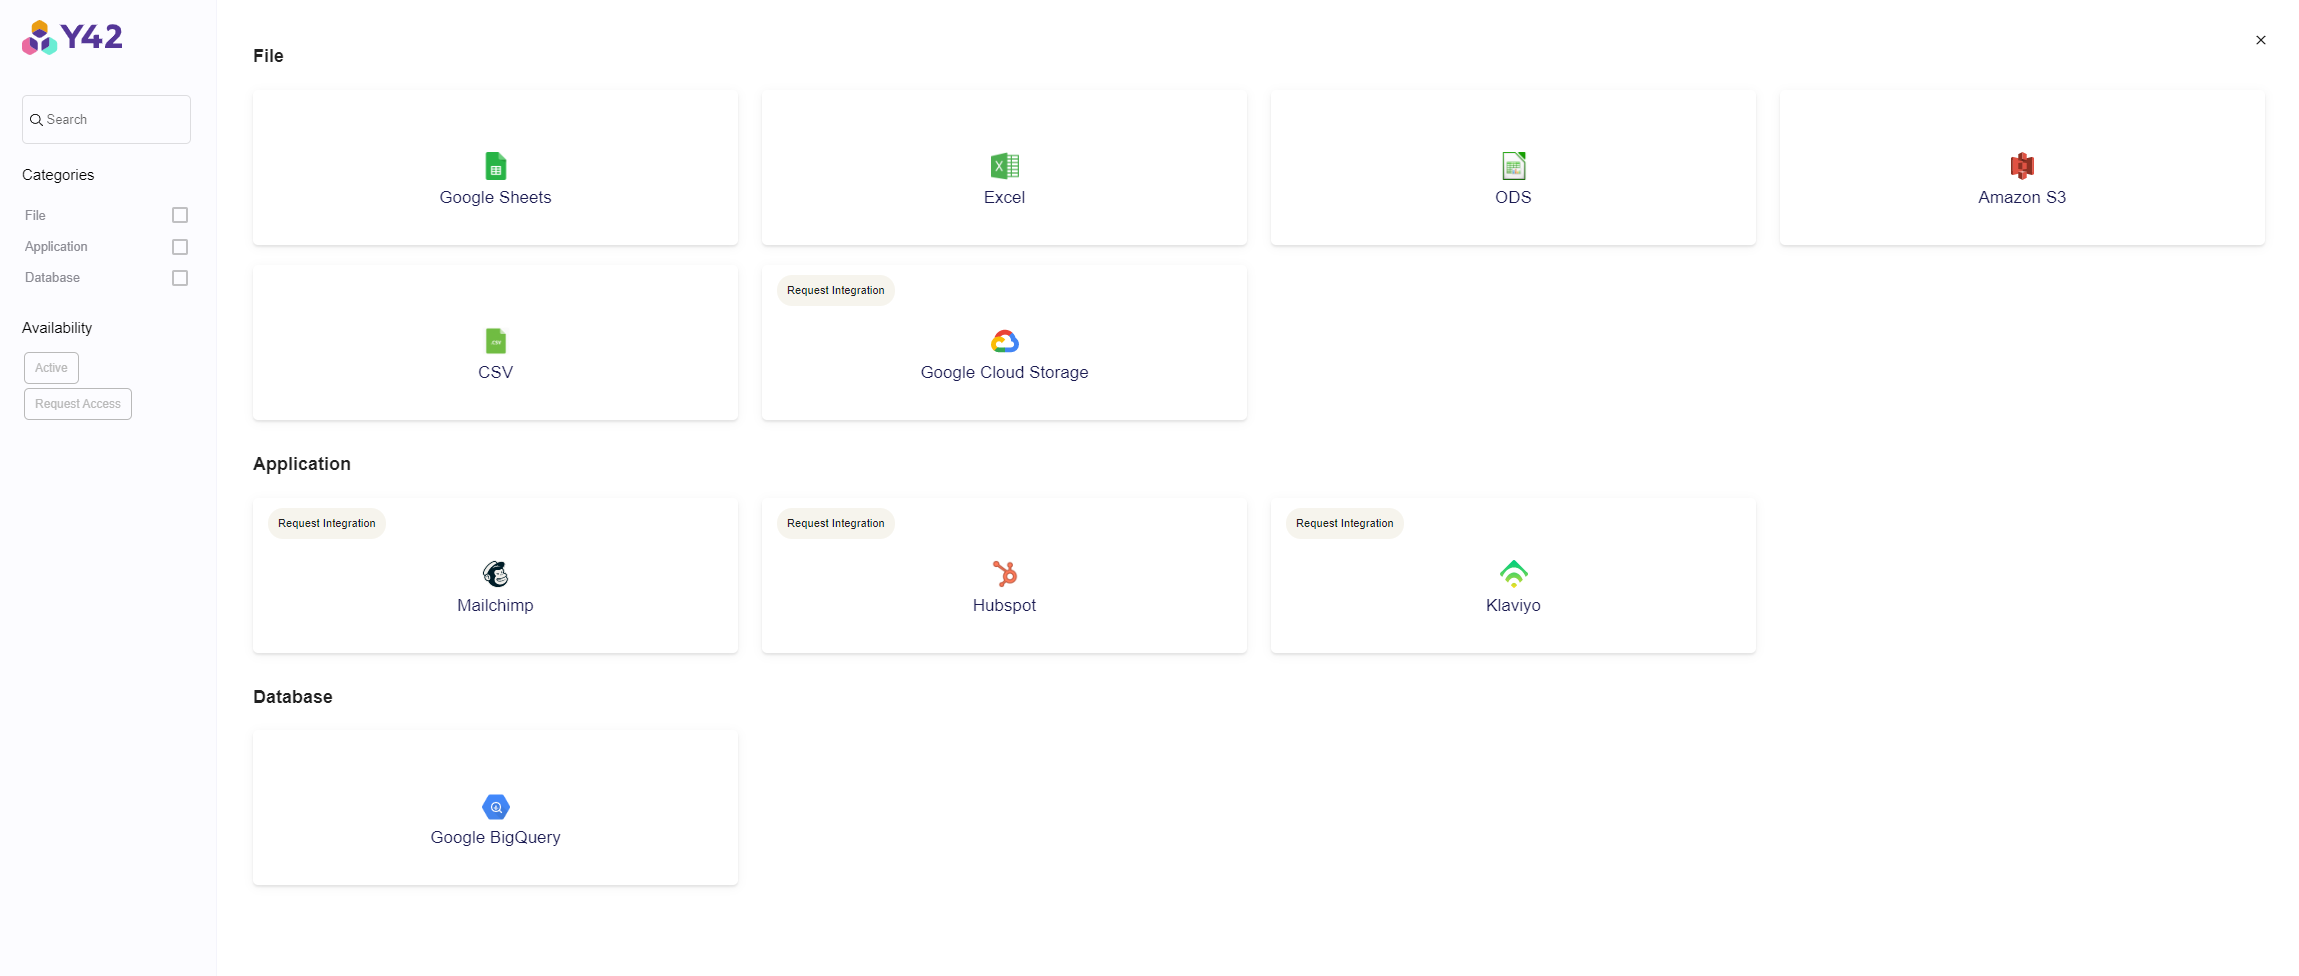 Y42
Search
Categories
File
Application
Database
Availability
Active
Request Access
File
Google Sheets
Excel
ODS
Amazon S3
CSV
Request Integration
Google Cloud Storage
Application
Request Integration
Mailchimp
Request Integration
Hubspot
Request Integration
Klaviyo
Database
Google BigQuery